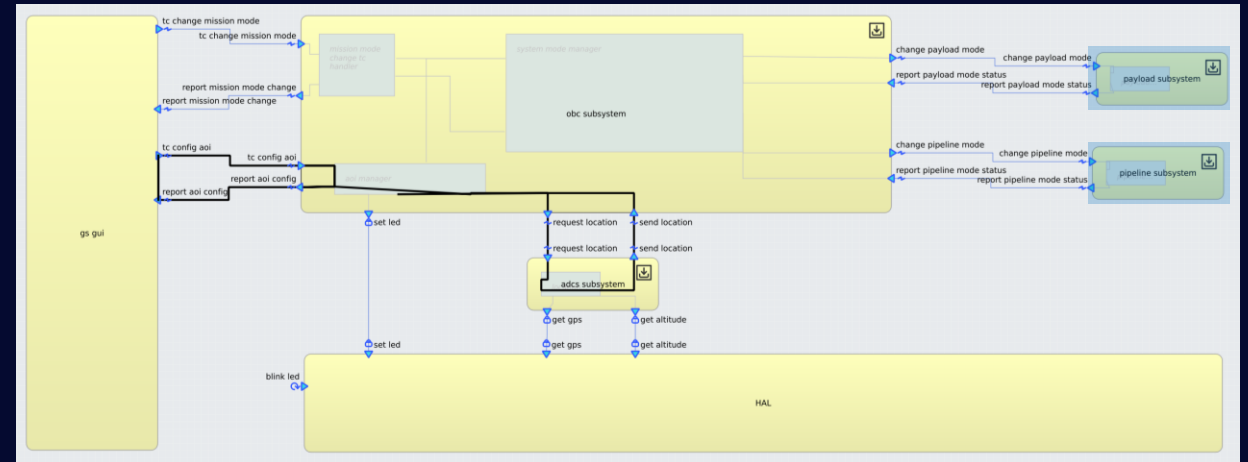 tc change mission mode
tc change mission mode
report mission mode change
report mission mode change
tc config aoi
tc config aoi
report aoi config
report aoi config
gs gui
mission mode
change tc
handler
system mode manager
obc subsystem
aoi manager
change payload mode
change payload mode
report payload mode status
report payload mode status
payload subsystem
change pipeline mode
change pipeline mode
report pipeline mode status
report pipeline mode status
pipeline subsystem
set led
request location
send location
request location
send location
adcs subsystem
get gps
get altitude
set led
get gps
get altitude
blink led
HAL